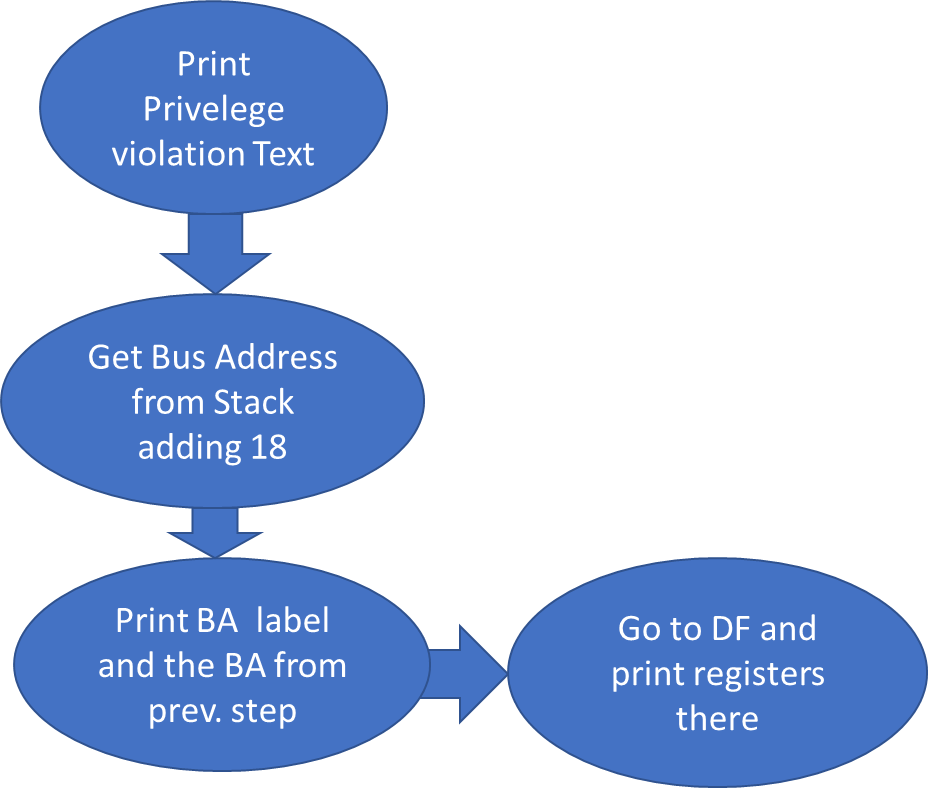 Print
Privelege
violation Text
Get Bus Address
from Stack
adding 18
Print BA  label
and the BA from
prev. step
Go to DF and
print registers
there